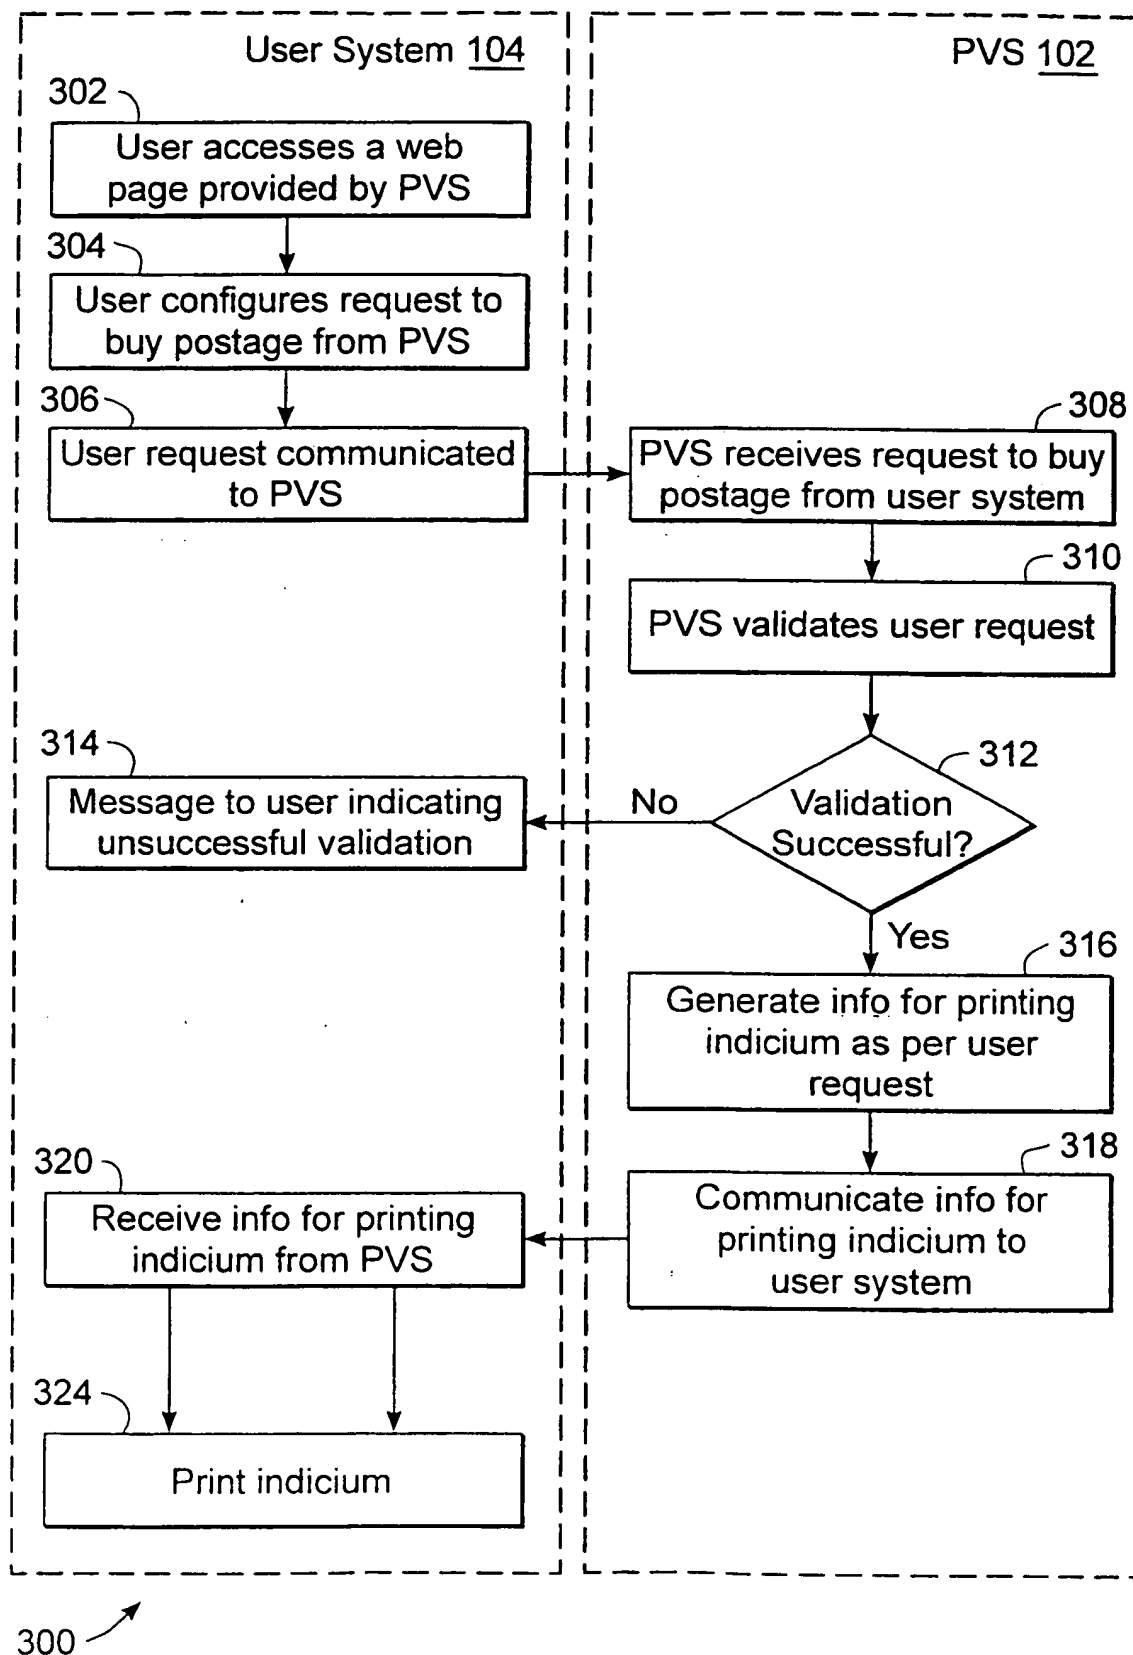 User System 104
PVS 102
302
User accesses a web
page provided by PVS
304
User configures request to
buy postage from PVS
306
User request communicated
to PVS
308
PVS receives request to buy
postage from user system
310
PVS validates user request
312
Validation
Successful?
No
314
Message to user indicating
unsuccessful validation
Yes
316
Generate info for printing
indicium as per user
request
318
Communicate info for
printing indicium to
user system
320
Receive info for printing
indicium from PVS
324
Print indicium
300